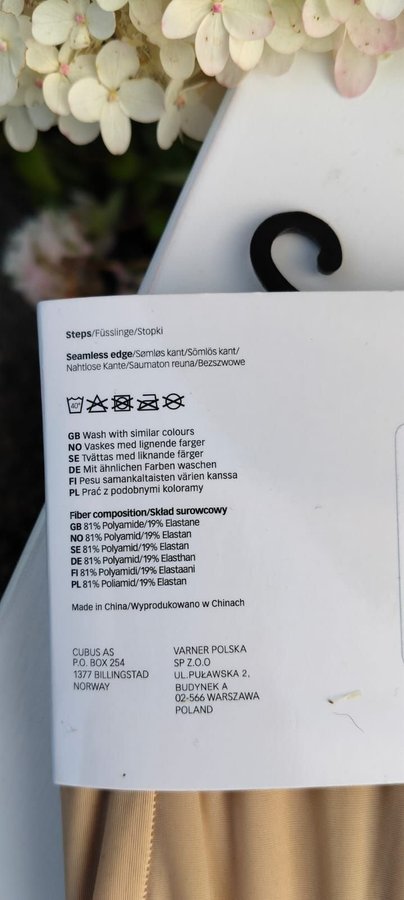 Steps/Füsslinge/Stopki
Seamless edge/Sømløs kant/Sömlös kant/
Nahtlose Kante/Saumaton reuna/Bezszwowe
40°
GB Wash with similar colours
NO Vaskes med lignende farger
SE Tvättas med liknande färger
DE Mit ähnlichen Farben waschen
FI Pesu samankaltaisten värien kanssa
PL Prać z podobnymi koloramy
Fiber composition/Skład surowcowy
GB 81% Polyamide/19% Elastane
NO 81% Polyamid/19% Elastan
SE 81% Polyamid/19% Elastan
DE 81% Polyamid/19% Elasthan
FI 81% Polyamidi/19% Elastaani
PL 81% Poliamid/19% Elastan
Made in China/Wyprodukowano w Chinach
CUBUS AS
P.O. BOX 254
1377 BILLINGSTAD
NORWAY
VARNER POLSKA
SP Z.O.O
UL.PUŁAWSKA 2,
BUDYNEK A
02-566 WARSZAWA
POLAND